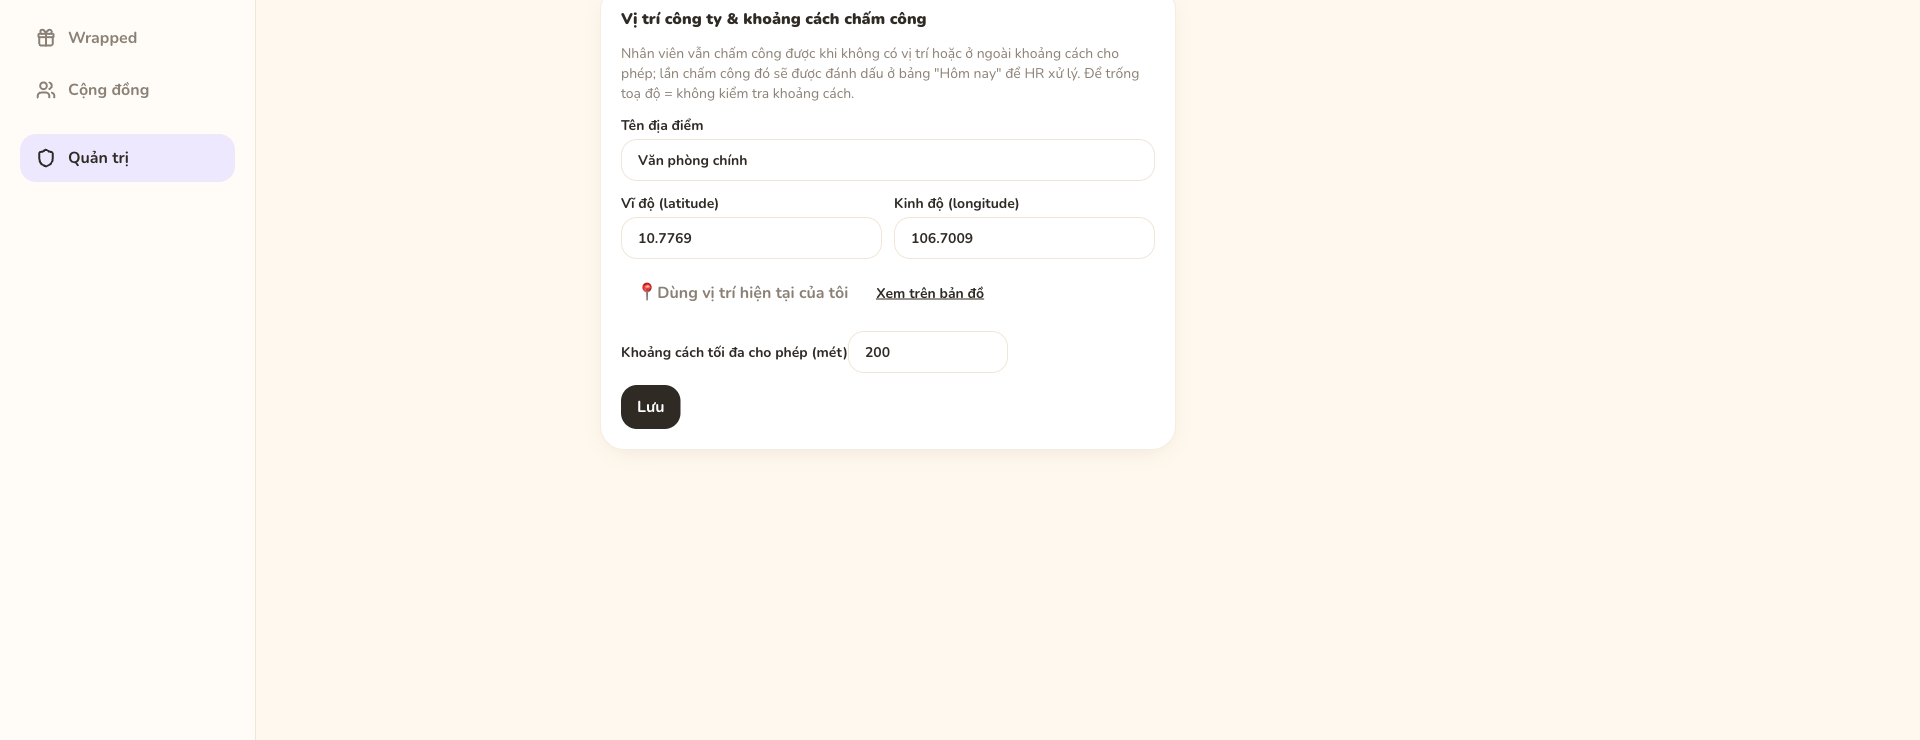 Wrapped
Cộng đồng
Quản trị
Vị trí công ty & khoảng cách chấm công
Nhân viên vẫn chấm công được khi không có vị trí hoặc ở ngoài khoảng cách cho
phép; lần chấm công đó sẽ được đánh dấu ở bảng "Hôm nay" để HR xử lý. Để trống
toạ độ = không kiểm tra khoảng cách.
Tên địa điểm
Văn phòng chính
Vĩ độ (latitude)
Kinh độ (longitude)
10.7769
106.7009
📍Dùng vị trí hiện tại của tôi
Xem trên bản đồ
Khoảng cách tối đa cho phép (mét)
200
Lưu